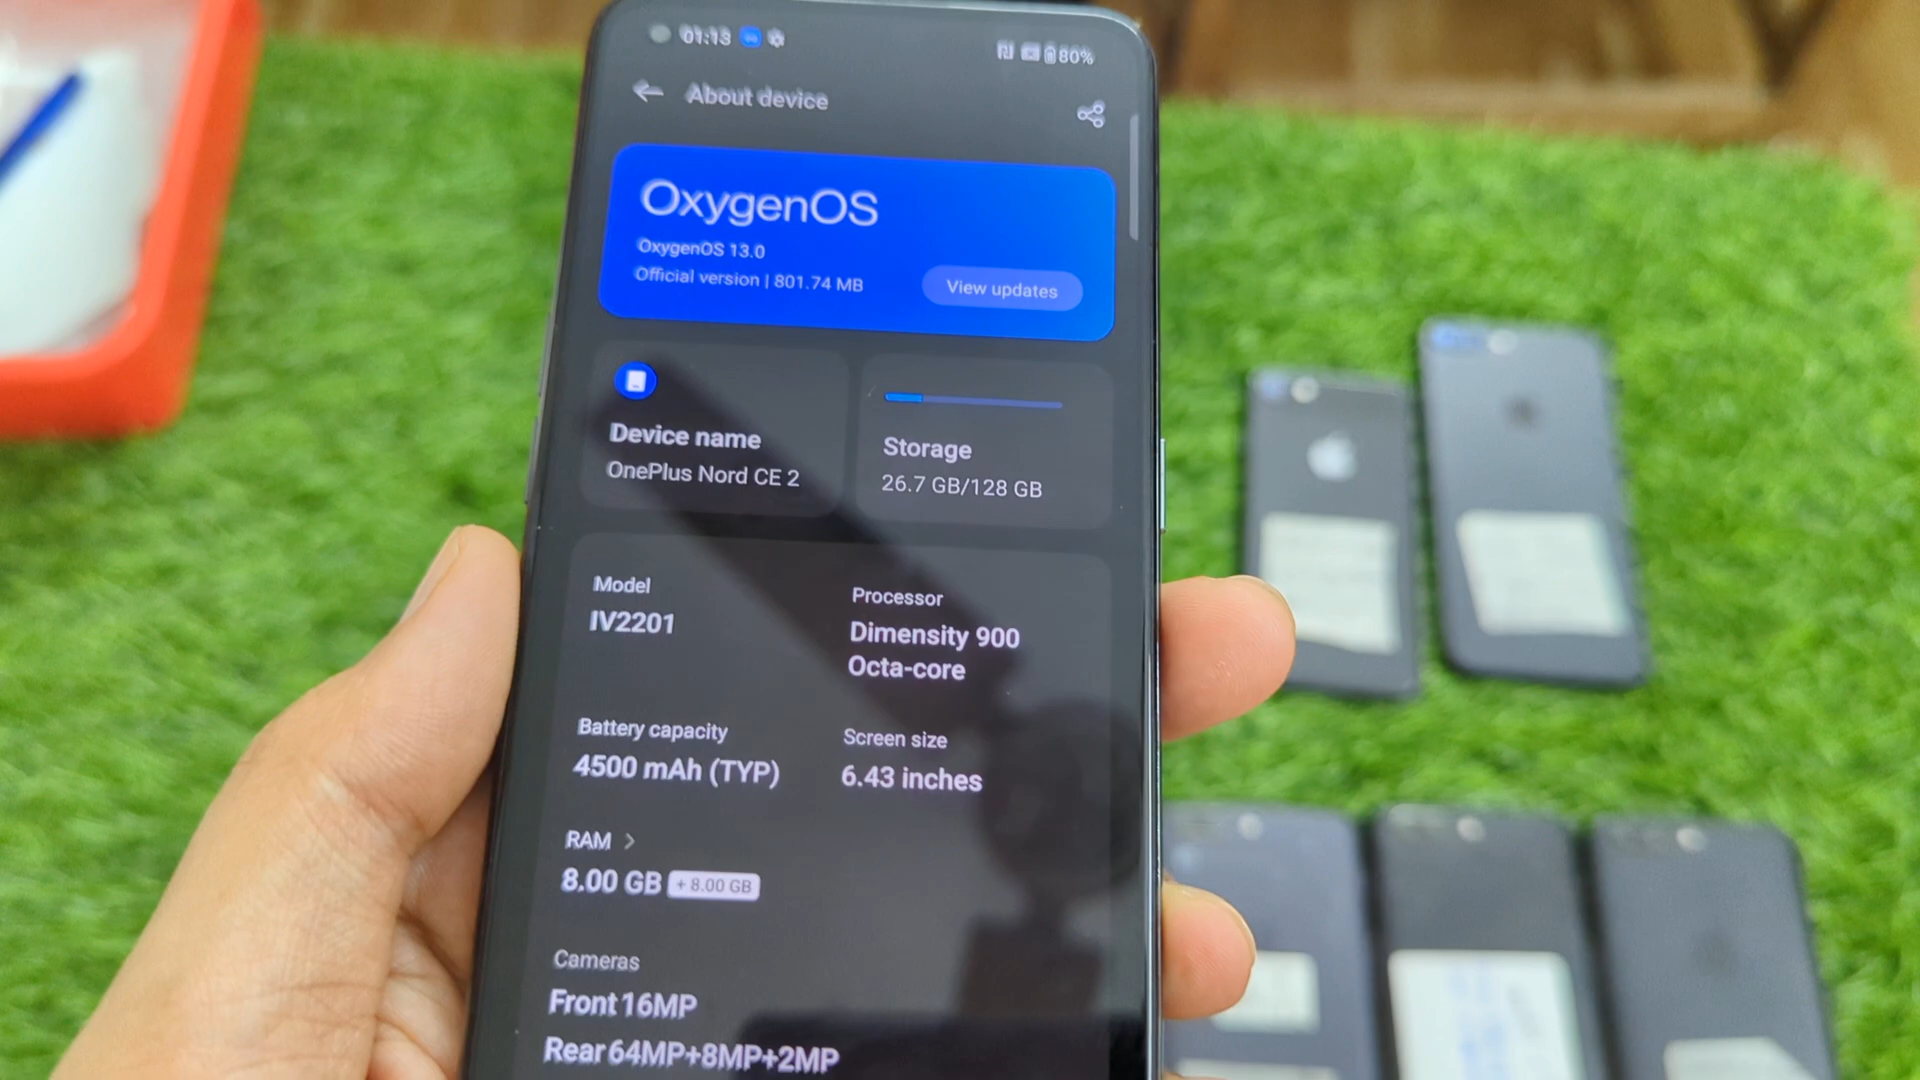 01:13
80%
About device
OxygenOS
OxygenOS 13.0
Official version | 801.74 MB
View updates
Device name
OnePlus Nord CE 2
Storage
26.7 GB/128 GB
Model
IV2201
Processor
Dimensity 900
Octa-core
Battery capacity
4500 mAh (TYP)
Screen size
6.43 inches
RAM >
8.00 GB + 8.00 GB
Cameras
Front 16MP
Rear 64MP+8MP+2MP